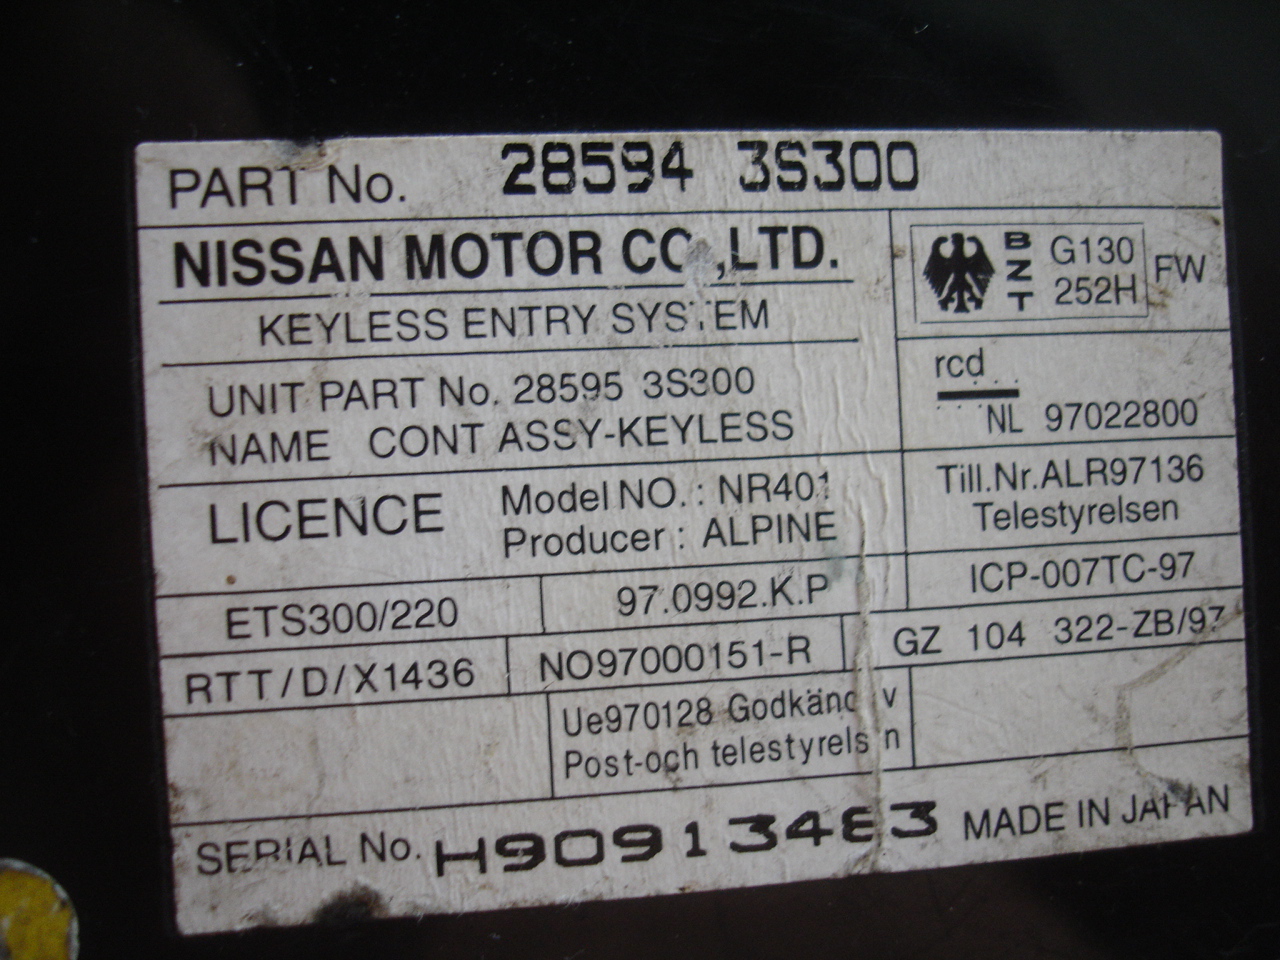 PART No. 28594 3S300
NISSAN MOTOR CO.,LTD.
KEYLESS ENTRY SYSTEM
BZT G130 252H FW
UNIT PART No. 28595 3S300
NAME CONT ASSY-KEYLESS
rcd
NL 97022800
LICENCE
Model NO.: NR401
Producer : ALPINE
Till.Nr.ALR97136
Telestyrelsen
ETS300/220
97.0992.K.P
ICP-007TC-97
RTT/D/X1436
NO97000151-R
GZ 104 322-ZB/97
Ue970128 Godkänd v
Post-och telestyrelsen
SERIAL No. MADE IN JAPAN